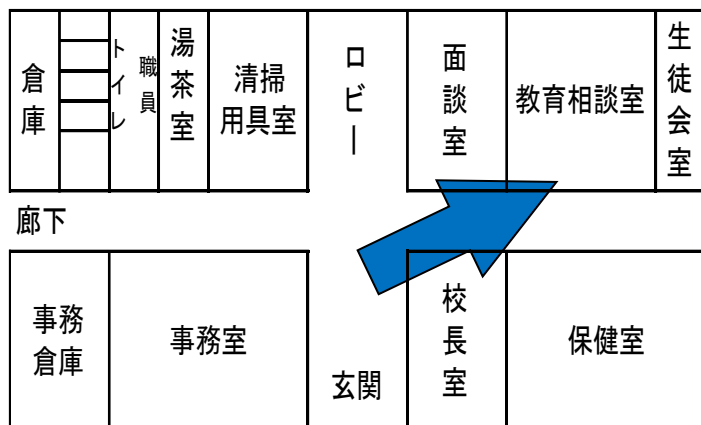 倉庫
トイレ
職員
湯茶室
清掃
用具室
ロビー
面談室
教育相談室
生徒会室
廊下
事務
倉庫
事務室
玄関
校長室
保健室